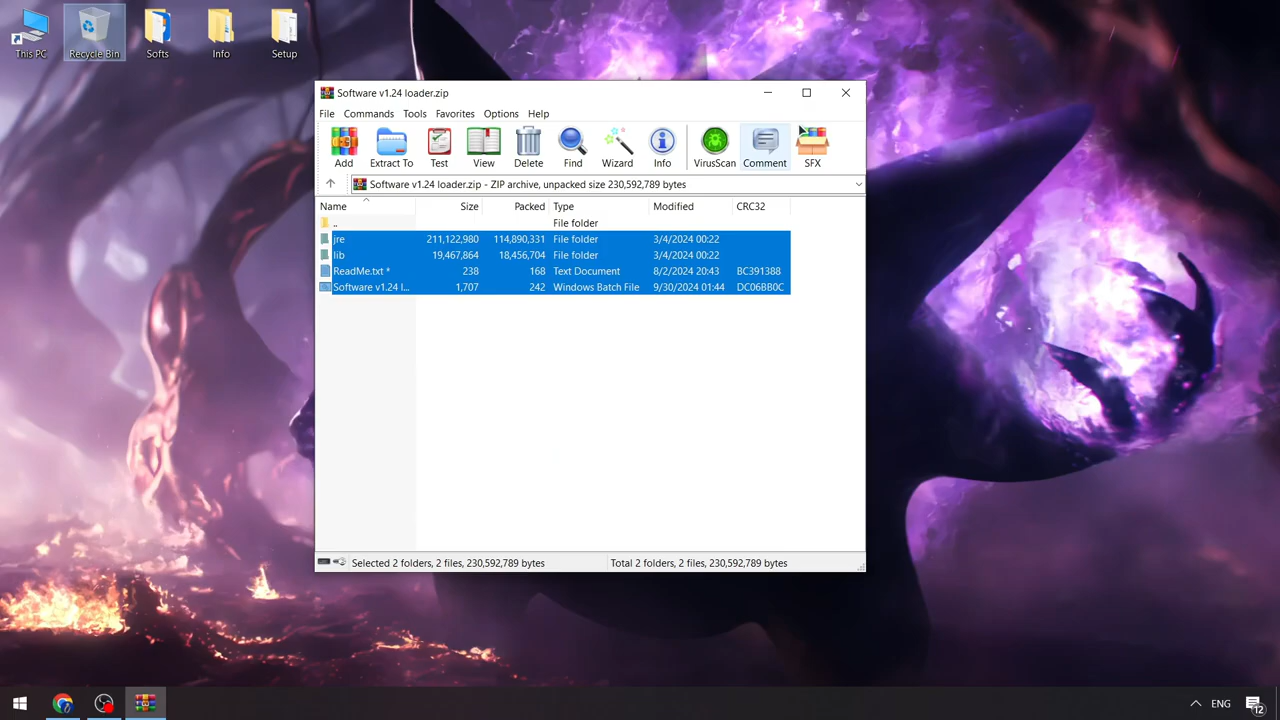 This PC
Recycle Bin
Softs
Info
Setup
Software v1.24 loader.zip
File Commands Tools Favorites Options Help
Add Extract To Test View Delete Find Wizard Info VirusScan Comment SFX
Software v1.24 loader.zip - ZIP archive, unpacked size 230,592,789 bytes
Name Size Packed Type Modified CRC32
.. File folder
jre 211,122,980 114,890,331 File folder 3/4/2024 00:22
lib 19,467,864 18,456,704 File folder 3/4/2024 00:22
ReadMe.txt * 238 168 Text Document 8/2/2024 20:43 BC391388
Software v1.24 l... 1,707 242 Windows Batch File 9/30/2024 01:44 DC06BB0C
Selected 2 folders, 2 files, 230,592,789 bytes
Total 2 folders, 2 files, 230,592,789 bytes
ENG
12